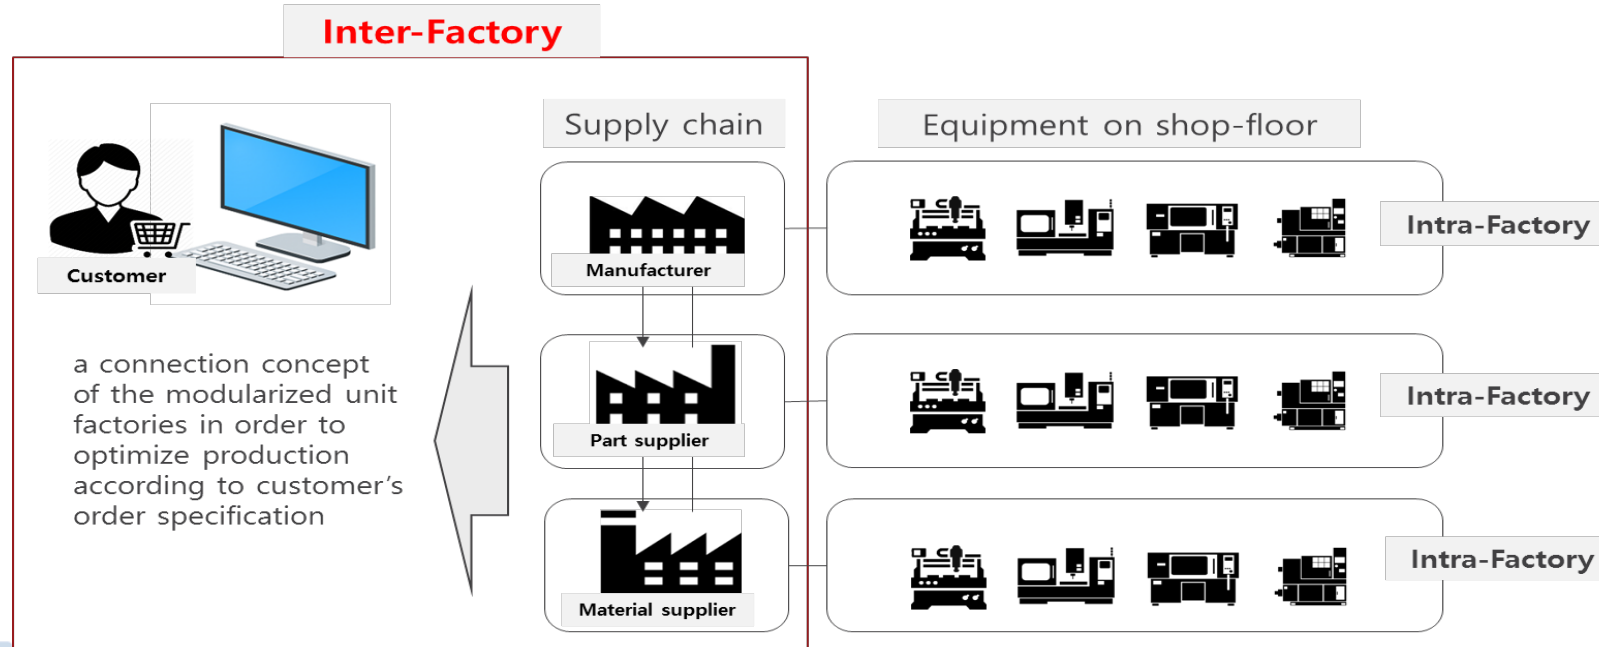 Inter-Factory
Supply chain
Equipment on shop-floor
Customer
Manufacturer
Intra-Factory
a connection concept
of the modularized unit
factories in order to
optimize production
according to customer’s
order specification
Part supplier
Intra-Factory
Material supplier
Intra-Factory